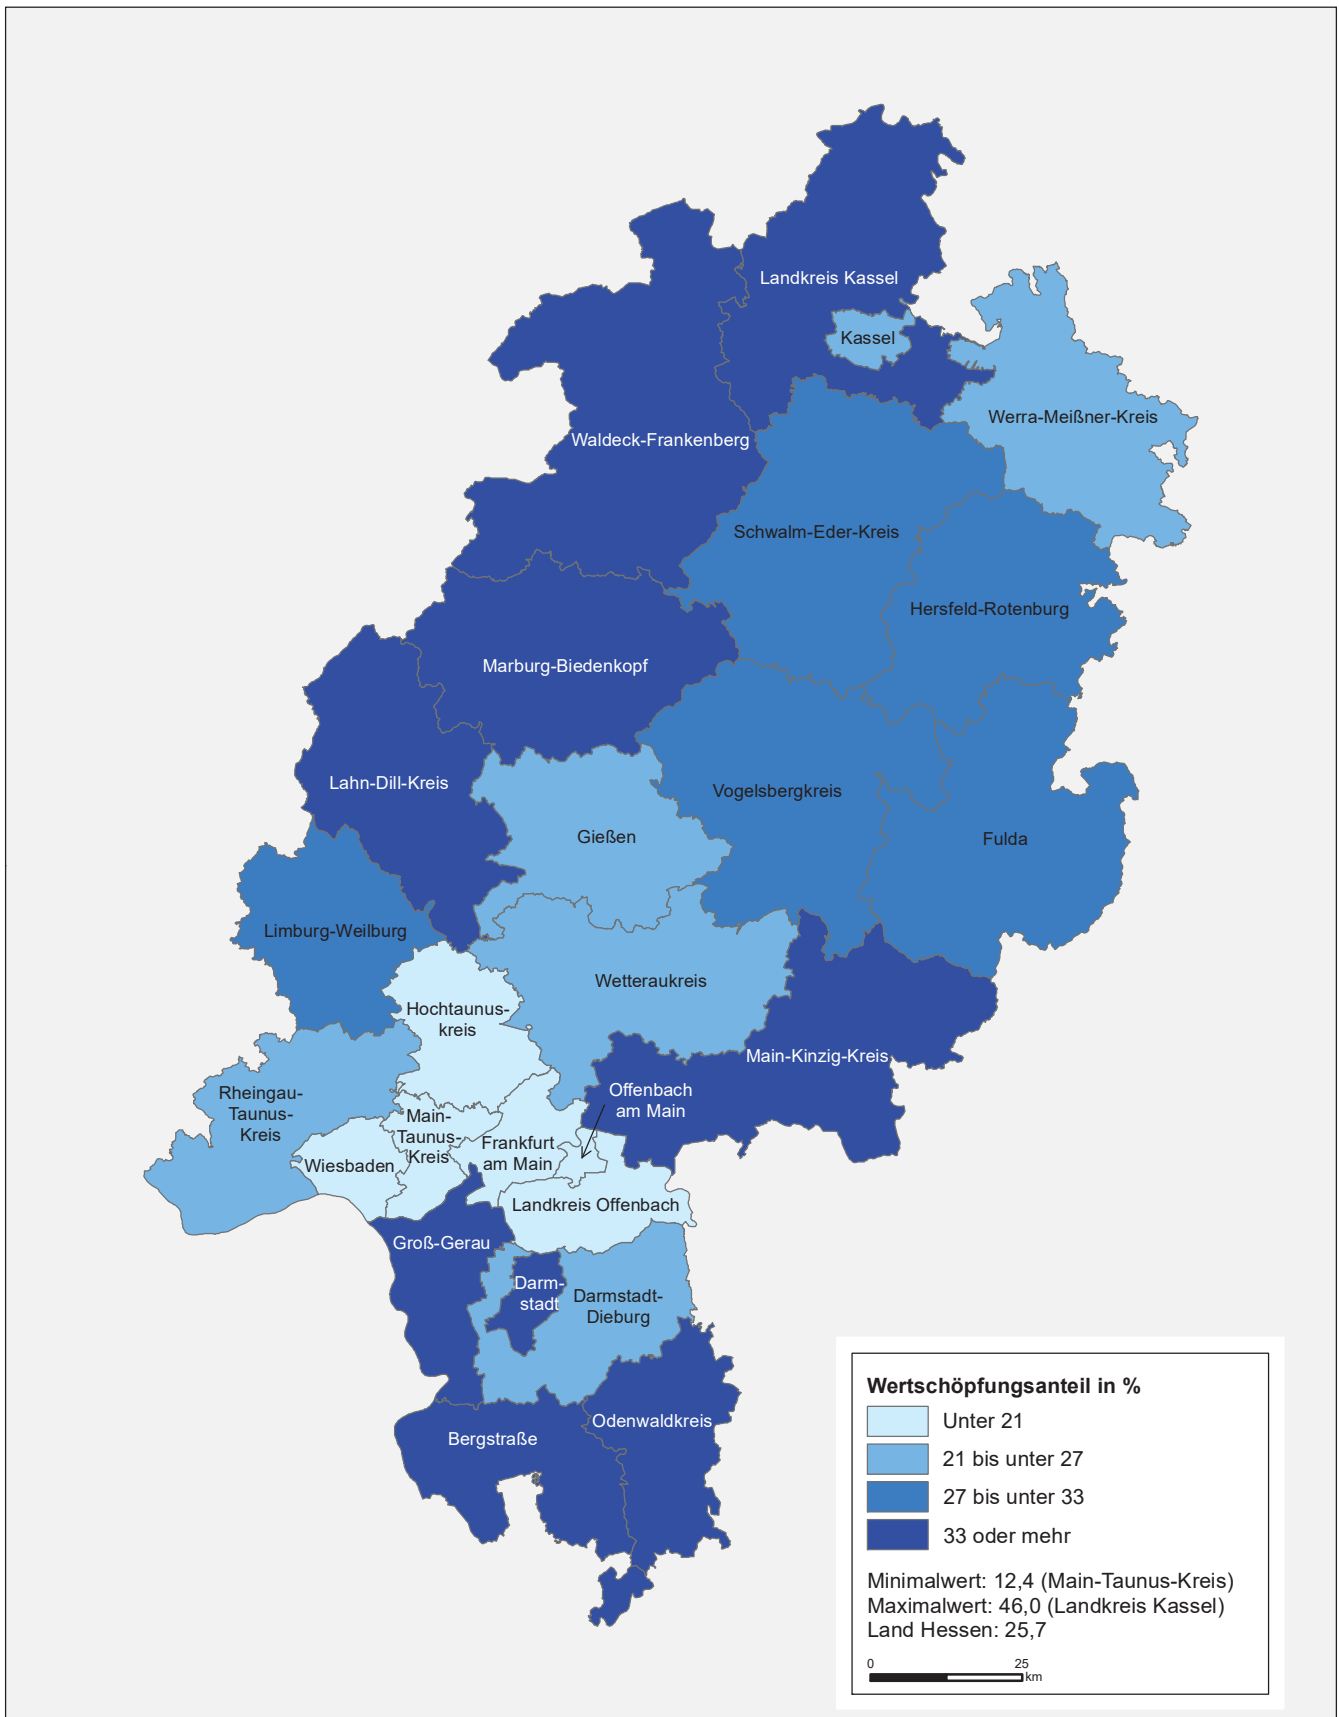 Landkreis Kassel
Kassel
Werra-Meißner-Kreis
Waldeck-Frankenberg
Schwalm-Eder-Kreis
Hersfeld-Rotenburg
Marburg-Biedenkopf
Lahn-Dill-Kreis
Vogelsbergkreis
Gießen
Fulda
Limburg-Weilburg
Wetteraukreis
Hochtaunus-
kreis
Main-Kinzig-Kreis
Rheingau-
Taunus-
Kreis
Offenbach
am Main
Main-
Taunus-
Kreis
Frankfurt
am Main
Wiesbaden
Landkreis Offenbach
Groß-Gerau
Darm-
stadt
Darmstadt-
Dieburg
Odenwaldkreis
Bergstraße
Wertschöpfungsanteil in %
Unter 21
21 bis unter 27
27 bis unter 33
33 oder mehr
Minimalwert: 12,4 (Main-Taunus-Kreis)
Maximalwert: 46,0 (Landkreis Kassel)
Land Hessen: 25,7
0 25
km